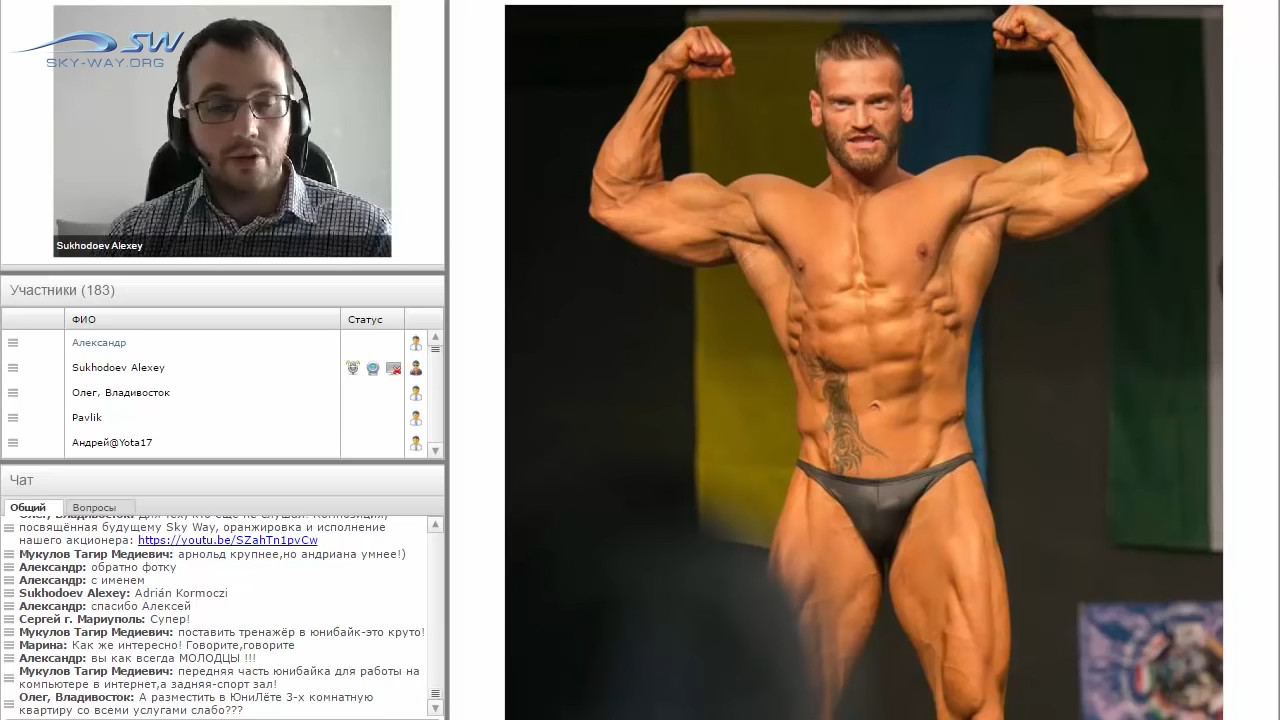 SW
SKY-WAY.ORG
Sukhodoev Alexey
Участники (183)
ФИО
Статус
Александр
Sukhodoev Alexey
Олег, Владивосток
Pavlik
Андрей@Yota17
Чат
Общий
Вопросы
посвящённая будущему Sky Way, оранжировка и исполнение
нашего акционера: https://youtu.be/SZahTn1pvCw
Мукулов Тагир Медиевич: арнольд крупнее,но андриана умнее!)
Александр: обратно фотку
Александр: с именем
Sukhodoev Alexey: Adrián Kormoczi
Александр: спасибо Алексей
Сергей г. Мариуполь: Супер!
Мукулов Тагир Медиевич: поставить тренажёр в юнибайк-это круто!
Марина: Как же интересно! Говорите,говорите
Александр: вы как всегда МОЛОДЦЫ !!!
Мукулов Тагир Медиевич: передняя часть юнибайка для работы на
компьютере в интернет,а задняя-спорт зал!
Олег, Владивосток: А разместить в ЮниЛёте 3-х комнатную
квартиру со всеми услугами слабо???